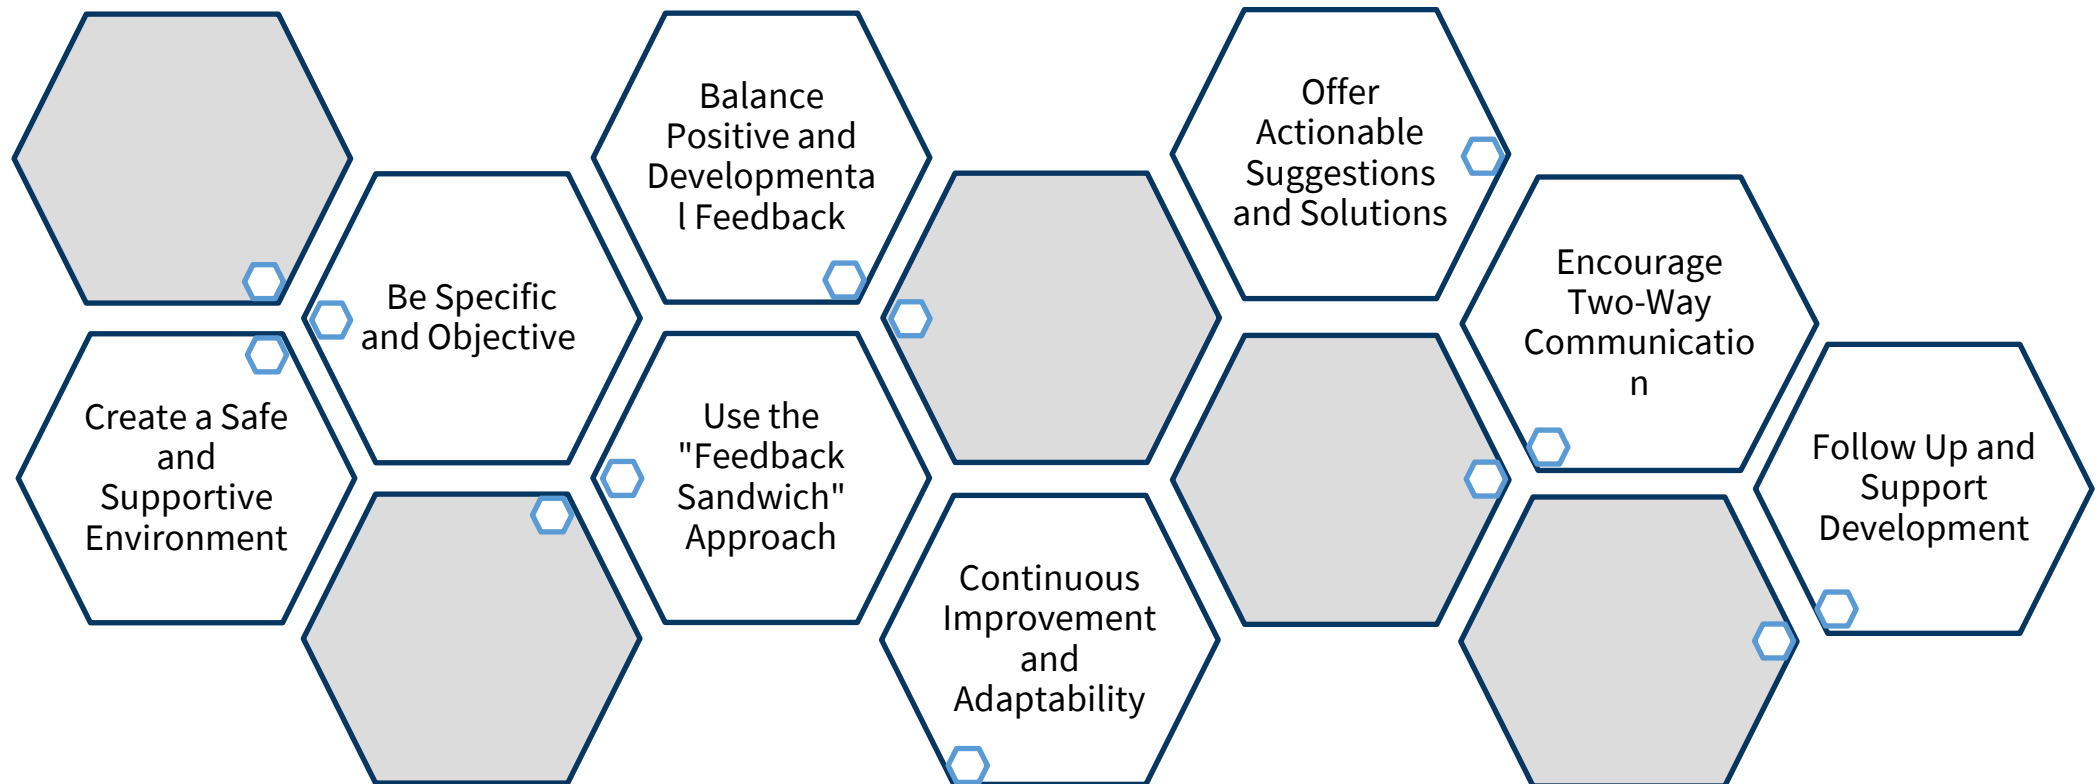 Balance
Positive and
Developmenta
l Feedback
Offer
Actionable
Suggestions
and Solutions
Be Specific
and Objective
Encourage
Two-Way
Communicatio
n
Create a Safe
and
Supportive
Environment
Use the
"Feedback
Sandwich"
Approach
Follow Up and
Support
Development
Continuous
Improvement
and
Adaptability